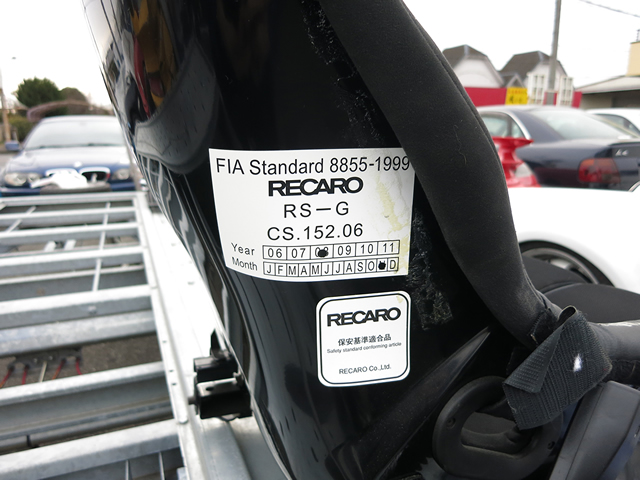 FIA Standard 8855-1999
RECARO
RS-G
CS.152.06
Year 06 07 09 10 11
Month J F M A M J J A S O D
RECARO
保安基準適合品
Safety standard conforming article
RECARO Co.,Ltd.